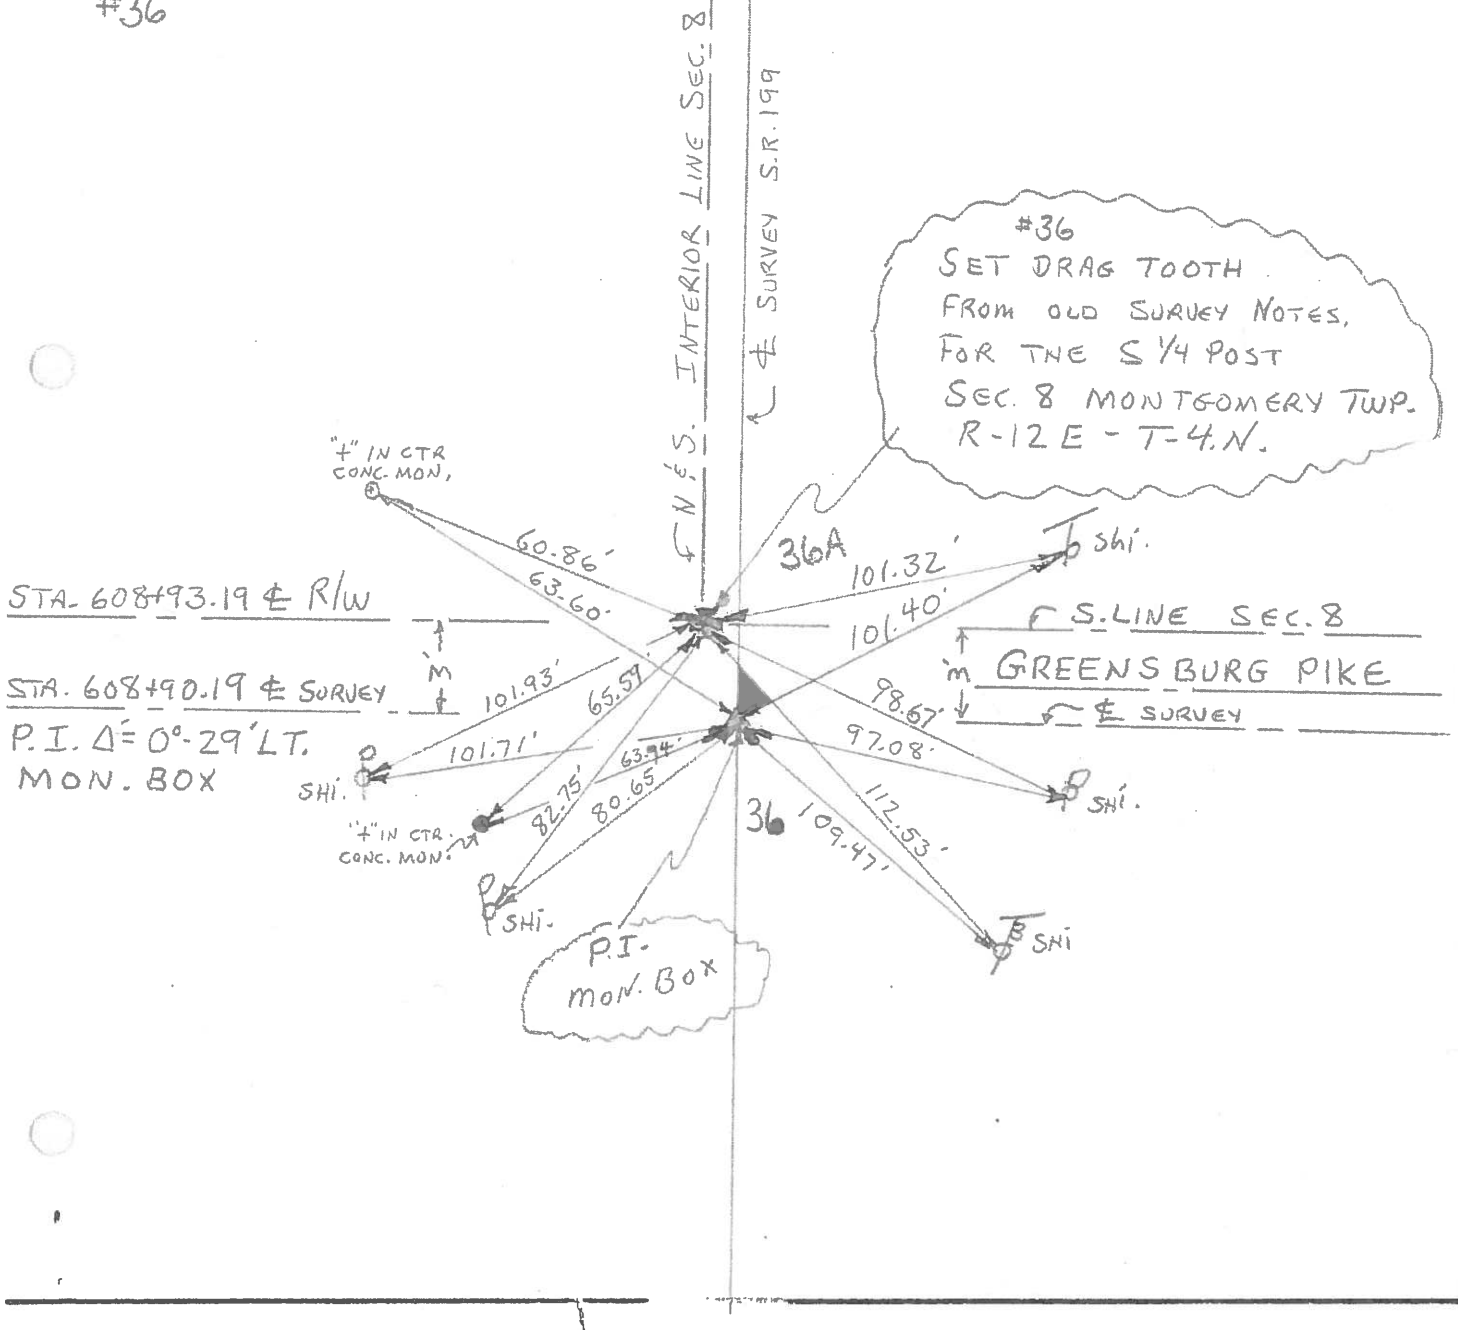 #36
N & S. INTERIOR LINE SEC. 8
℄ SURVEY S.R. 199
#36
SET DRAG TOOTH
FROM OLD SURVEY NOTES,
FOR THE S 1/4 POST
SEC. 8 MONTGOMERY TWP.
R-12E - T-4.N.
"+" IN CTR
CONC. MON.
60.86'
63.60'
36A
101.32'
101.40'
Shi.
STA. 608+93.19 ℄ R/W
S. LINE SEC. 8
3'
3'
GREENSBURG PIKE
STA. 608+90.19 ℄ SURVEY
℄ SURVEY
P.I. Δ = 0°-29' LT.
MON. BOX
101.93'
65.59'
98.67'
101.71'
63.94'
97.08'
SHI.
82.75'
80.65
36
112.53'
109.47'
SHI.
"+" IN CTR.
CONC. MON.
SHI.
SHI
P.I.
MON. BOX